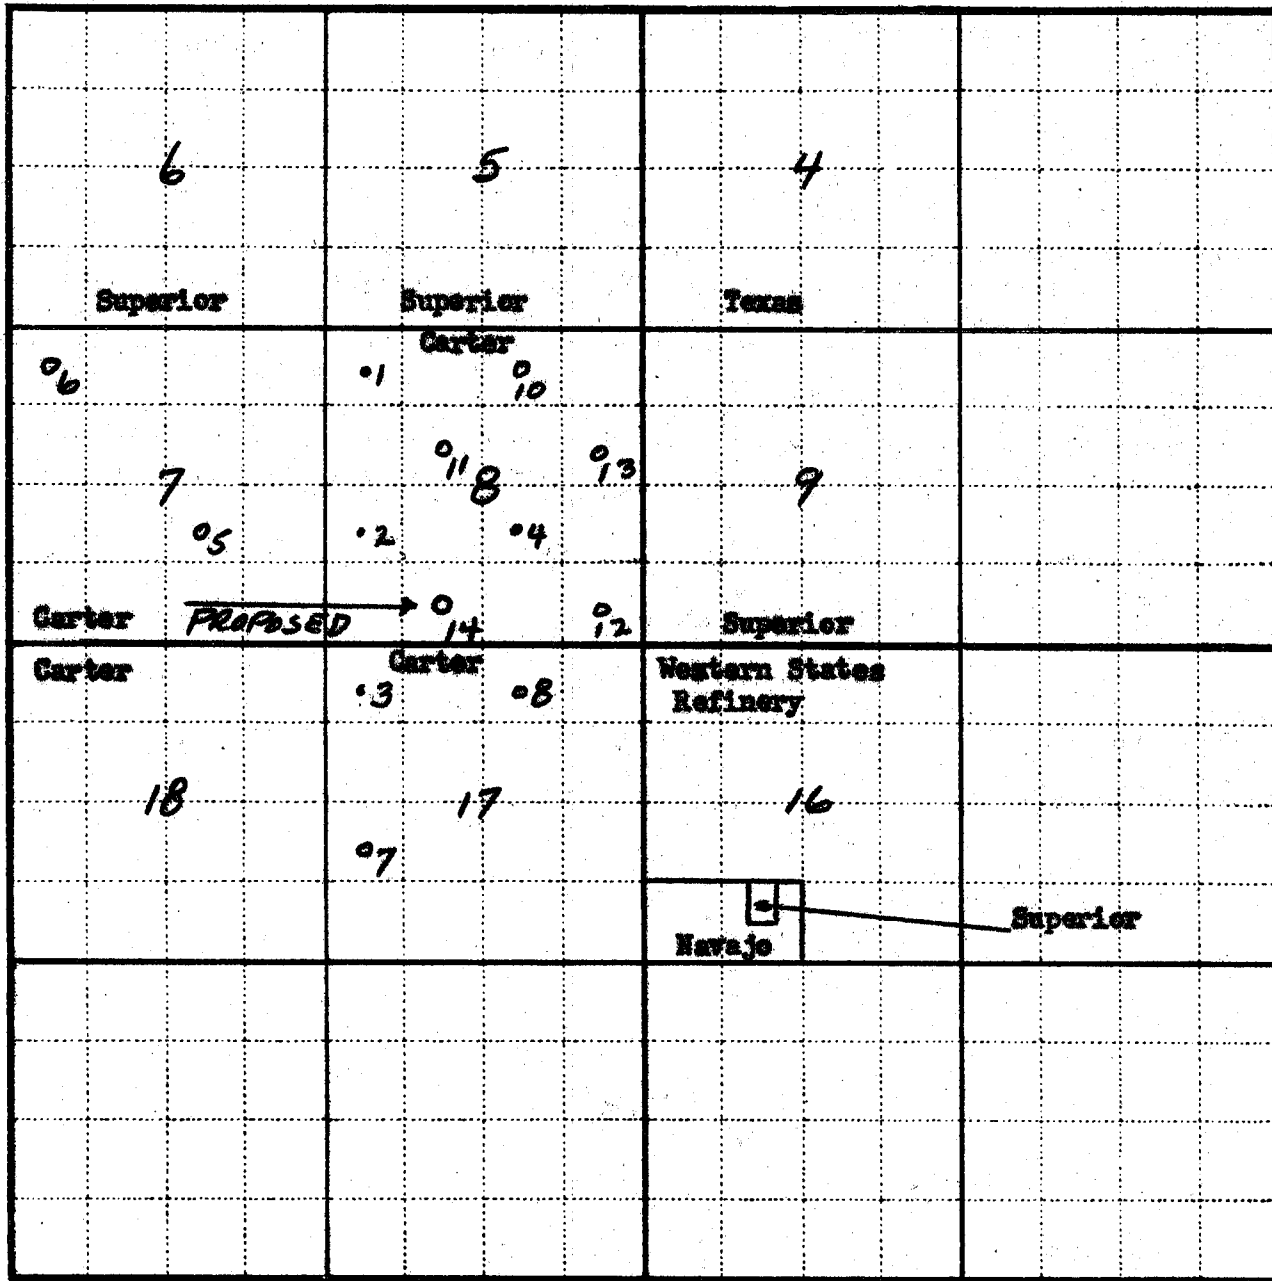 6 5 4
Superior Superior Texas
Carter
6 1 10
11 13
7 8 9
5 2 4
Carter PROPOSED 14 12 Superior
Carter Carter Western States
3 8 Refinery
18 17 16
7
Superior
Navajo